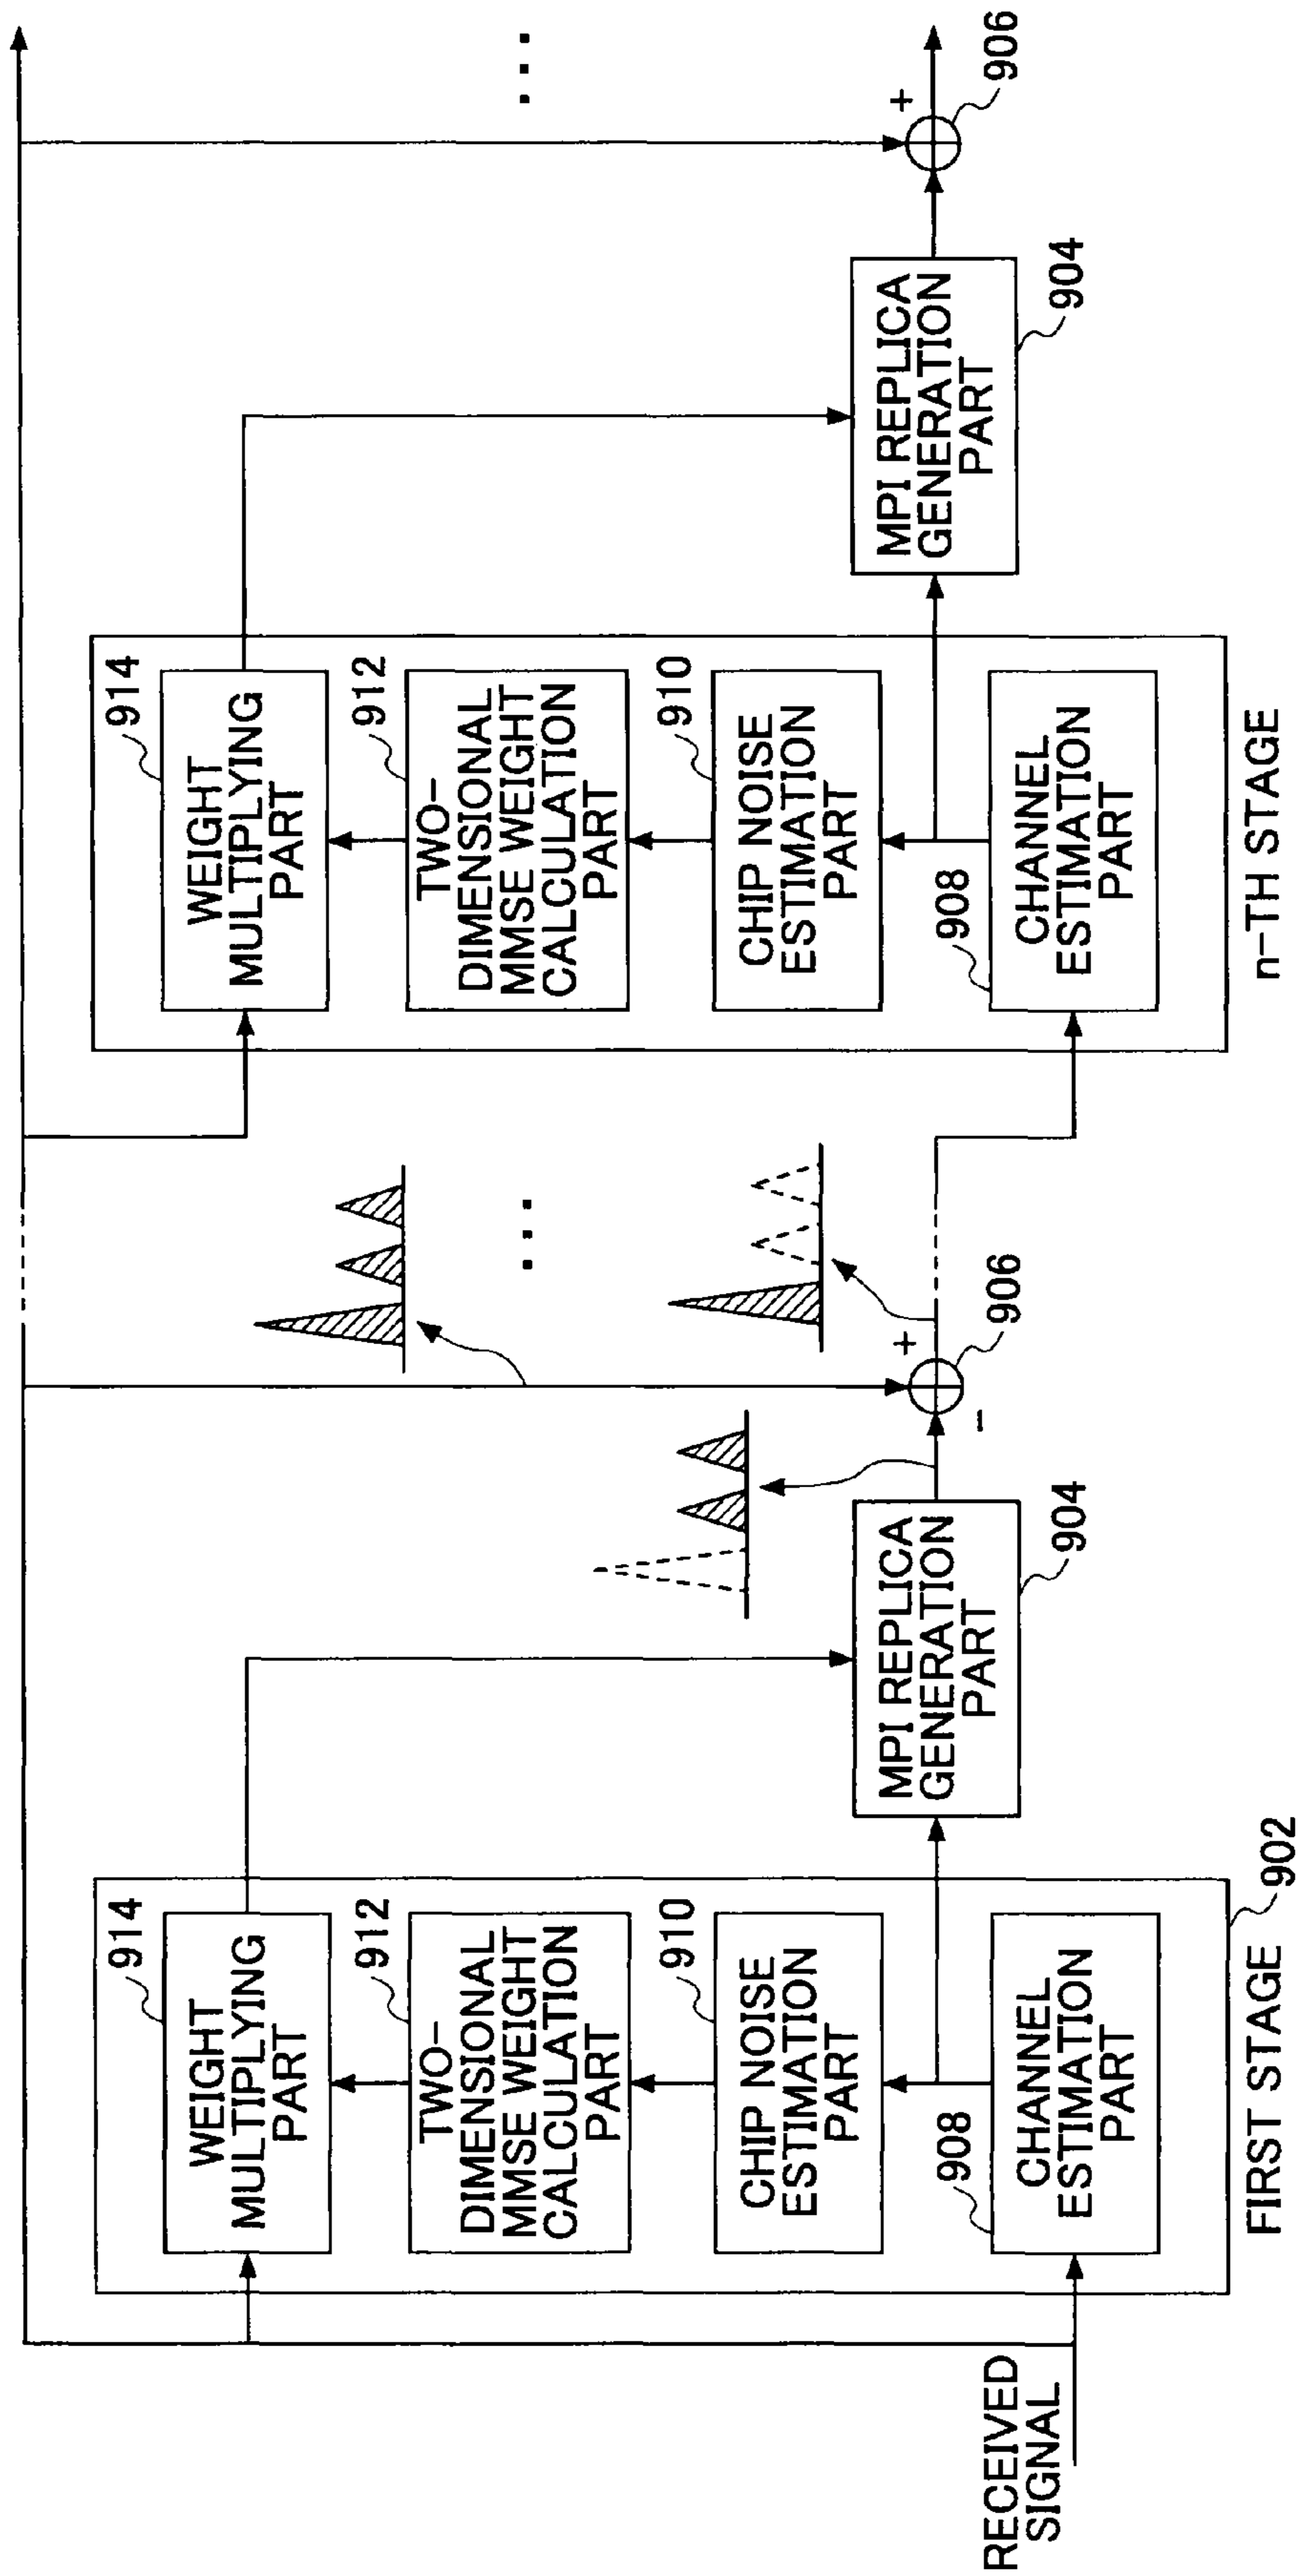 RECEIVED
SIGNAL
FIRST STAGE
902
914
WEIGHT
MULTIPLYING
PART
912
TWO-
DIMENSIONAL
MMSE WEIGHT
CALCULATION
PART
910
CHIP NOISE
ESTIMATION
PART
908
CHANNEL
ESTIMATION
PART
MPI REPLICA
GENERATION
PART
904
+
-
906
...
n-TH STAGE
914
WEIGHT
MULTIPLYING
PART
912
TWO-
DIMENSIONAL
MMSE WEIGHT
CALCULATION
PART
910
CHIP NOISE
ESTIMATION
PART
908
CHANNEL
ESTIMATION
PART
MPI REPLICA
GENERATION
PART
904
+
906
...